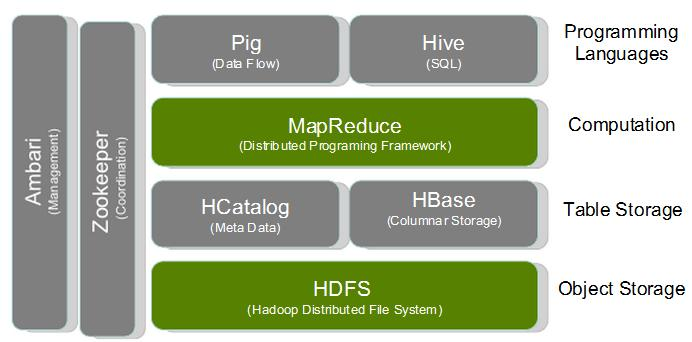 Ambari
(Management)
Zookeeper
(Coordination)
Pig
(Data Flow)
Hive
(SQL)
Programming
Languages
MapReduce
(Distributed Programing Framework)
Computation
HCatalog
(Meta Data)
HBase
(Columnar Storage)
Table Storage
HDFS
(Hadoop Distributed File System)
Object Storage